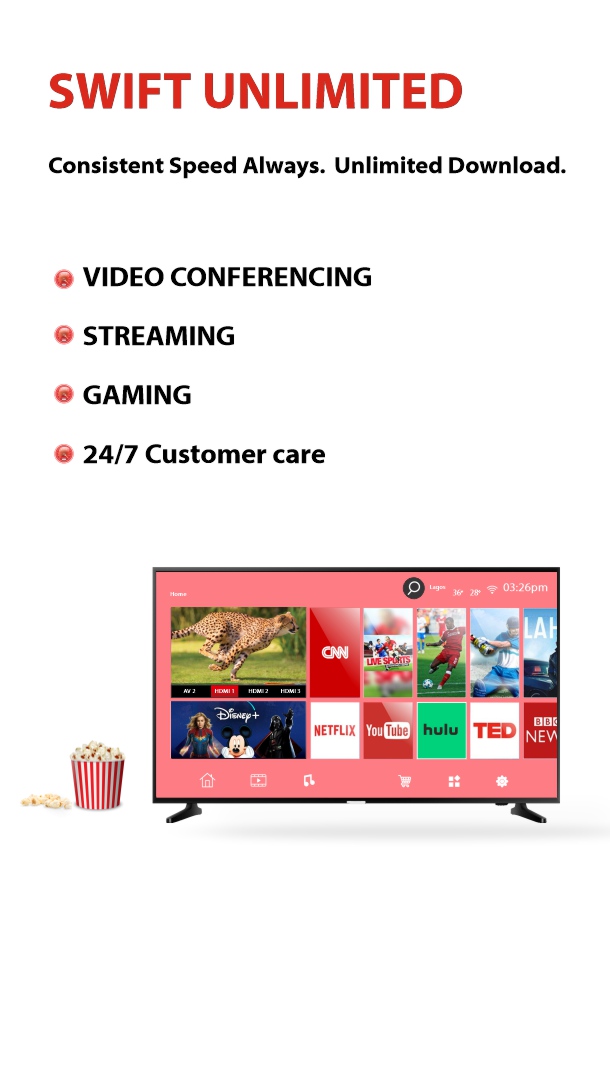 SWIFT UNLIMITED
Consistent Speed Always. Unlimited Download.
VIDEO CONFERENCING
STREAMING
GAMING
24/7 Customer care
Home
Lagos 36° 28° 03:26pm
CNN
LIVE SPORTS
LAH
AV 2 HDMI 1 HDMI 2 HDMI 3
Disney+
NETFLIX
YouTube
hulu
TED
BBC
NEW